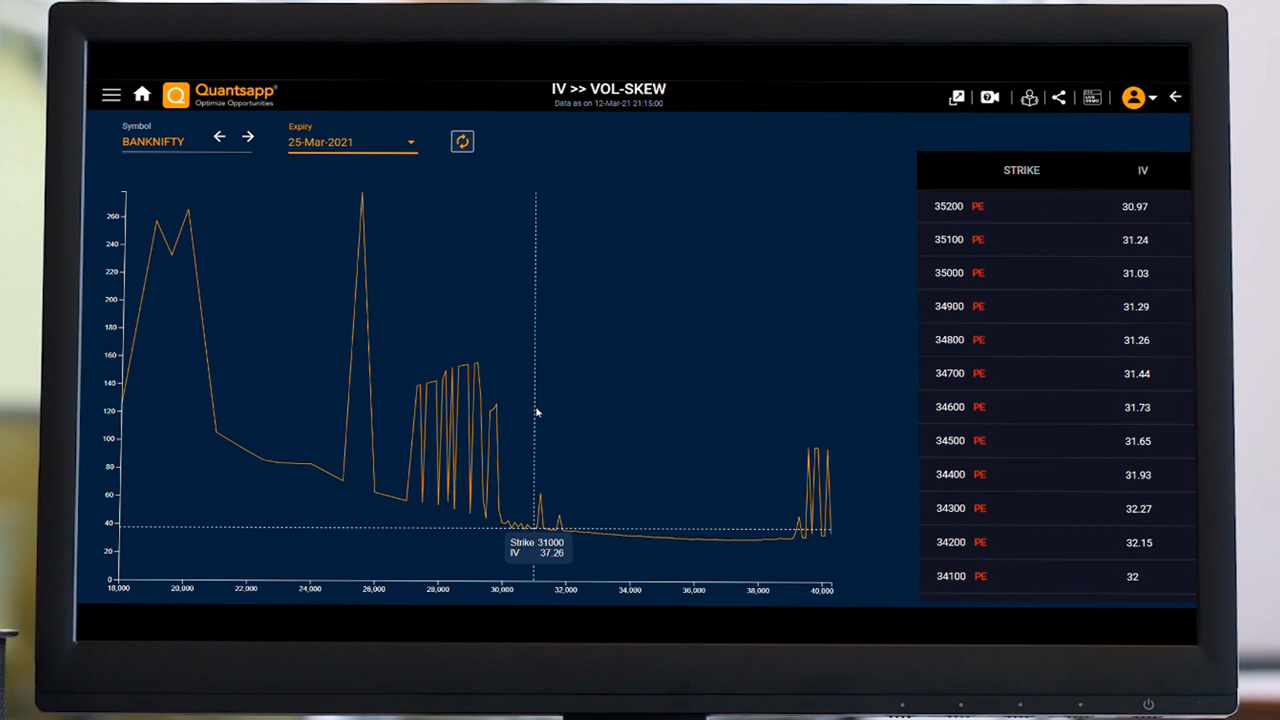 Quantsapp
Optimize Opportunities
IV >> VOL-SKEW
Data as on 12-Mar-21 21:15:00
Symbol
BANKNIFTY
Expiry
25-Mar-2021
260
240
220
200
180
160
140
120
100
80
60
40
20
0
18,000 20,000 22,000 24,000 26,000 28,000 30,000 32,000 34,000 36,000 38,000 40,000
Strike 31000
IV 37.26
STRIKE IV
35200 PE 30.97
35100 PE 31.24
35000 PE 31.03
34900 PE 31.29
34800 PE 31.26
34700 PE 31.44
34600 PE 31.73
34500 PE 31.65
34400 PE 31.93
34300 PE 32.27
34200 PE 32.15
34100 PE 32